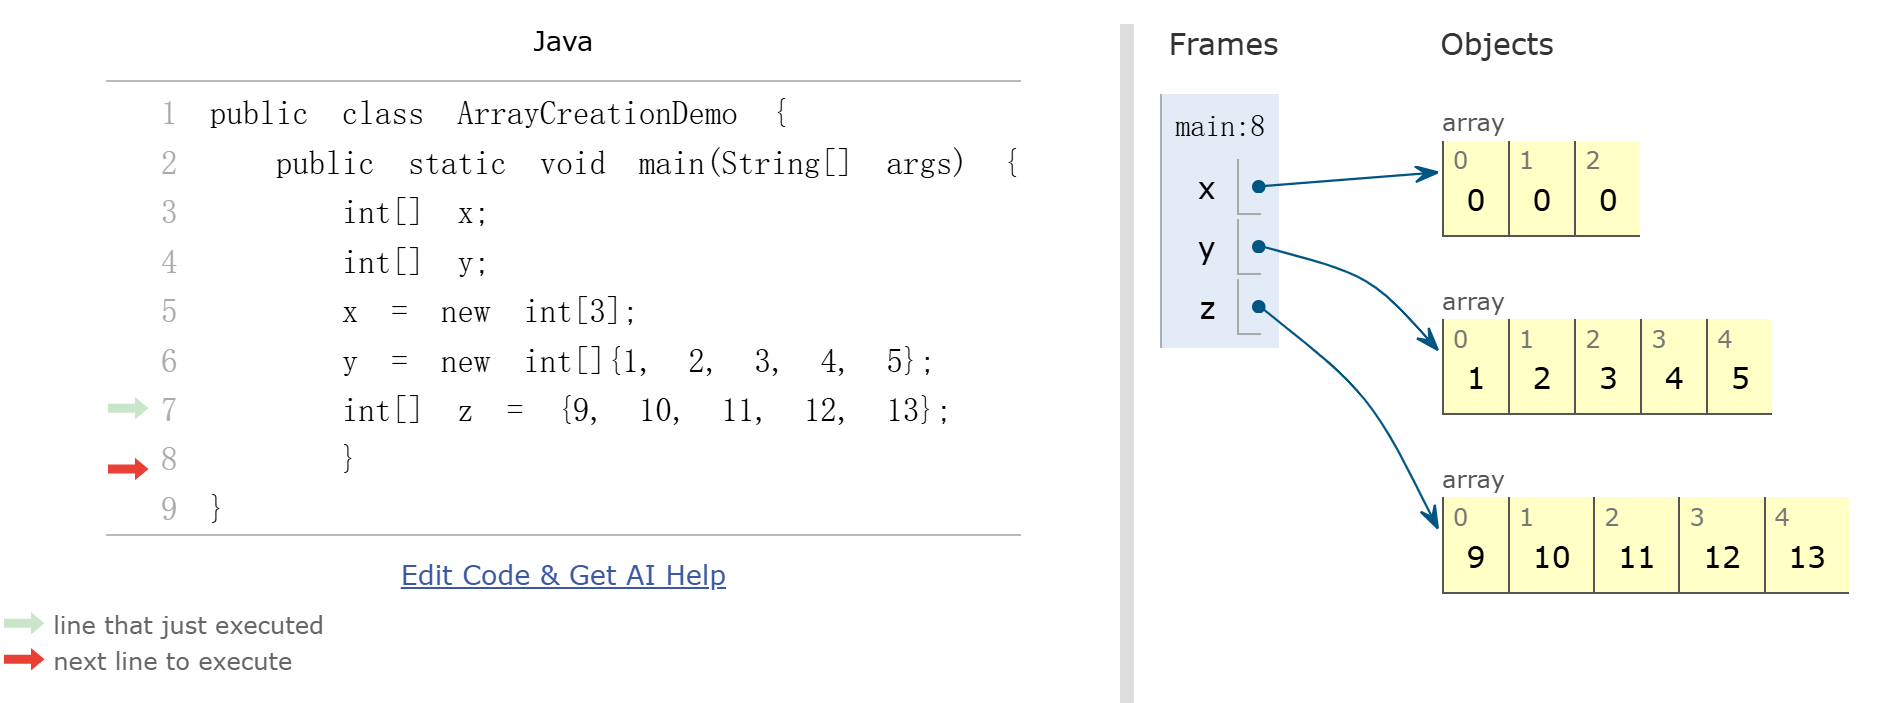 Java
1 public class ArrayCreationDemo {
2     public static void main(String[] args) {
3         int[] x;
4         int[] y;
5         x = new int[3];
6         y = new int[]{1, 2, 3, 4, 5};
7         int[] z = {9, 10, 11, 12, 13};
8         }
9 }
Edit Code & Get AI Help
line that just executed
next line to execute
Frames
main:8
x
y
z
Objects
array
0 1 2
0 0 0
array
0 1 2 3 4
1 2 3 4 5
array
0 1 2 3 4
9 10 11 12 13